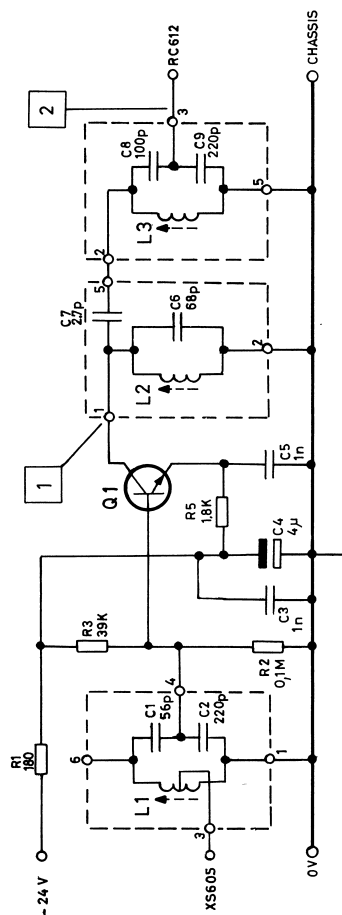 - 24 V
R1
180
R3
39K
Q1
1
2
C7
2,7p
L1
C1
56p
C2
220p
6
4
3
1
XS605
R2
0,1M
C3
1n
C4
4µ
R5
1,8K
C5
1n
1
5
L2
C6
68p
2
2
L3
C8
100p
C9
220p
3
5
RC612
0V
CHASSIS